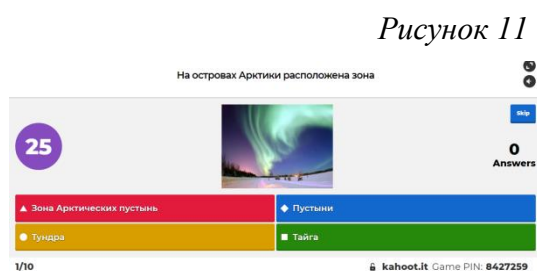 Рисунок 11
На островах Арктики расположена зона
Skip
25
0
Answers
Зона Арктических пустынь
Пустыни
Тундра
Тайга
1/10
kahoot.it Game PIN: 8427259